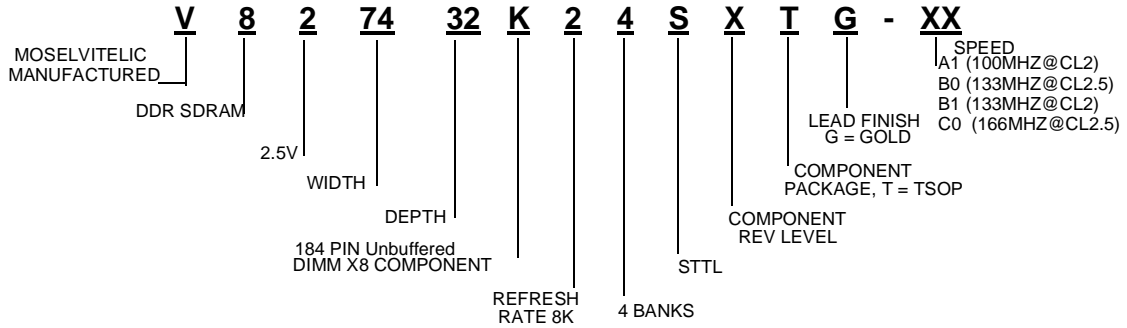 V 8 2 74 32 K 2 4 S X T G - XX
MOSELVITELIC
MANUFACTURED
DDR SDRAM
2.5V
WIDTH
DEPTH
184 PIN Unbuffered
DIMM X8 COMPONENT
REFRESH
RATE 8K
4 BANKS
STTL
COMPONENT
REV LEVEL
COMPONENT
PACKAGE, T = TSOP
LEAD FINISH
G = GOLD
SPEED
A1 (100MHZ@CL2)
B0 (133MHZ@CL2.5)
B1 (133MHZ@CL2)
C0 (166MHZ@CL2.5)